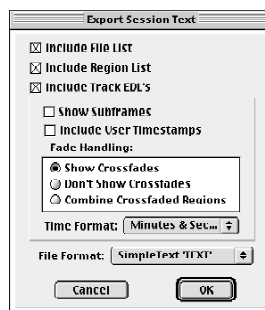 Export Session Text
Include File List
Include Region List
Include Track EDL's
Show Subframes
Include User Timestamps
Fade Handling:
Show Crossfades
Don't Show Crossfades
Combine Crossfaded Regions
Time Format: Minutes & Sec...
File Format: SimpleText 'TEXT'
Cancel OK